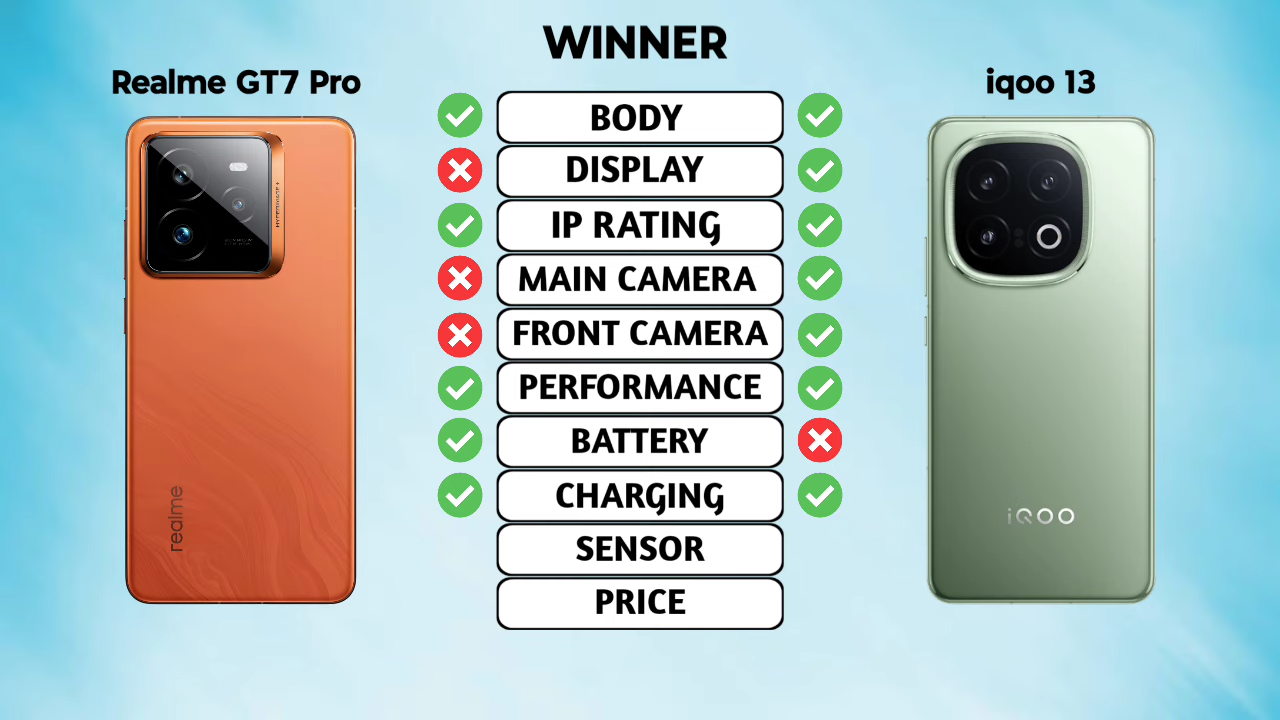 WINNER
Realme GT7 Pro
iqoo 13
BODY
DISPLAY
IP RATING
MAIN CAMERA
FRONT CAMERA
PERFORMANCE
BATTERY
CHARGING
SENSOR
PRICE
realme
iQOO